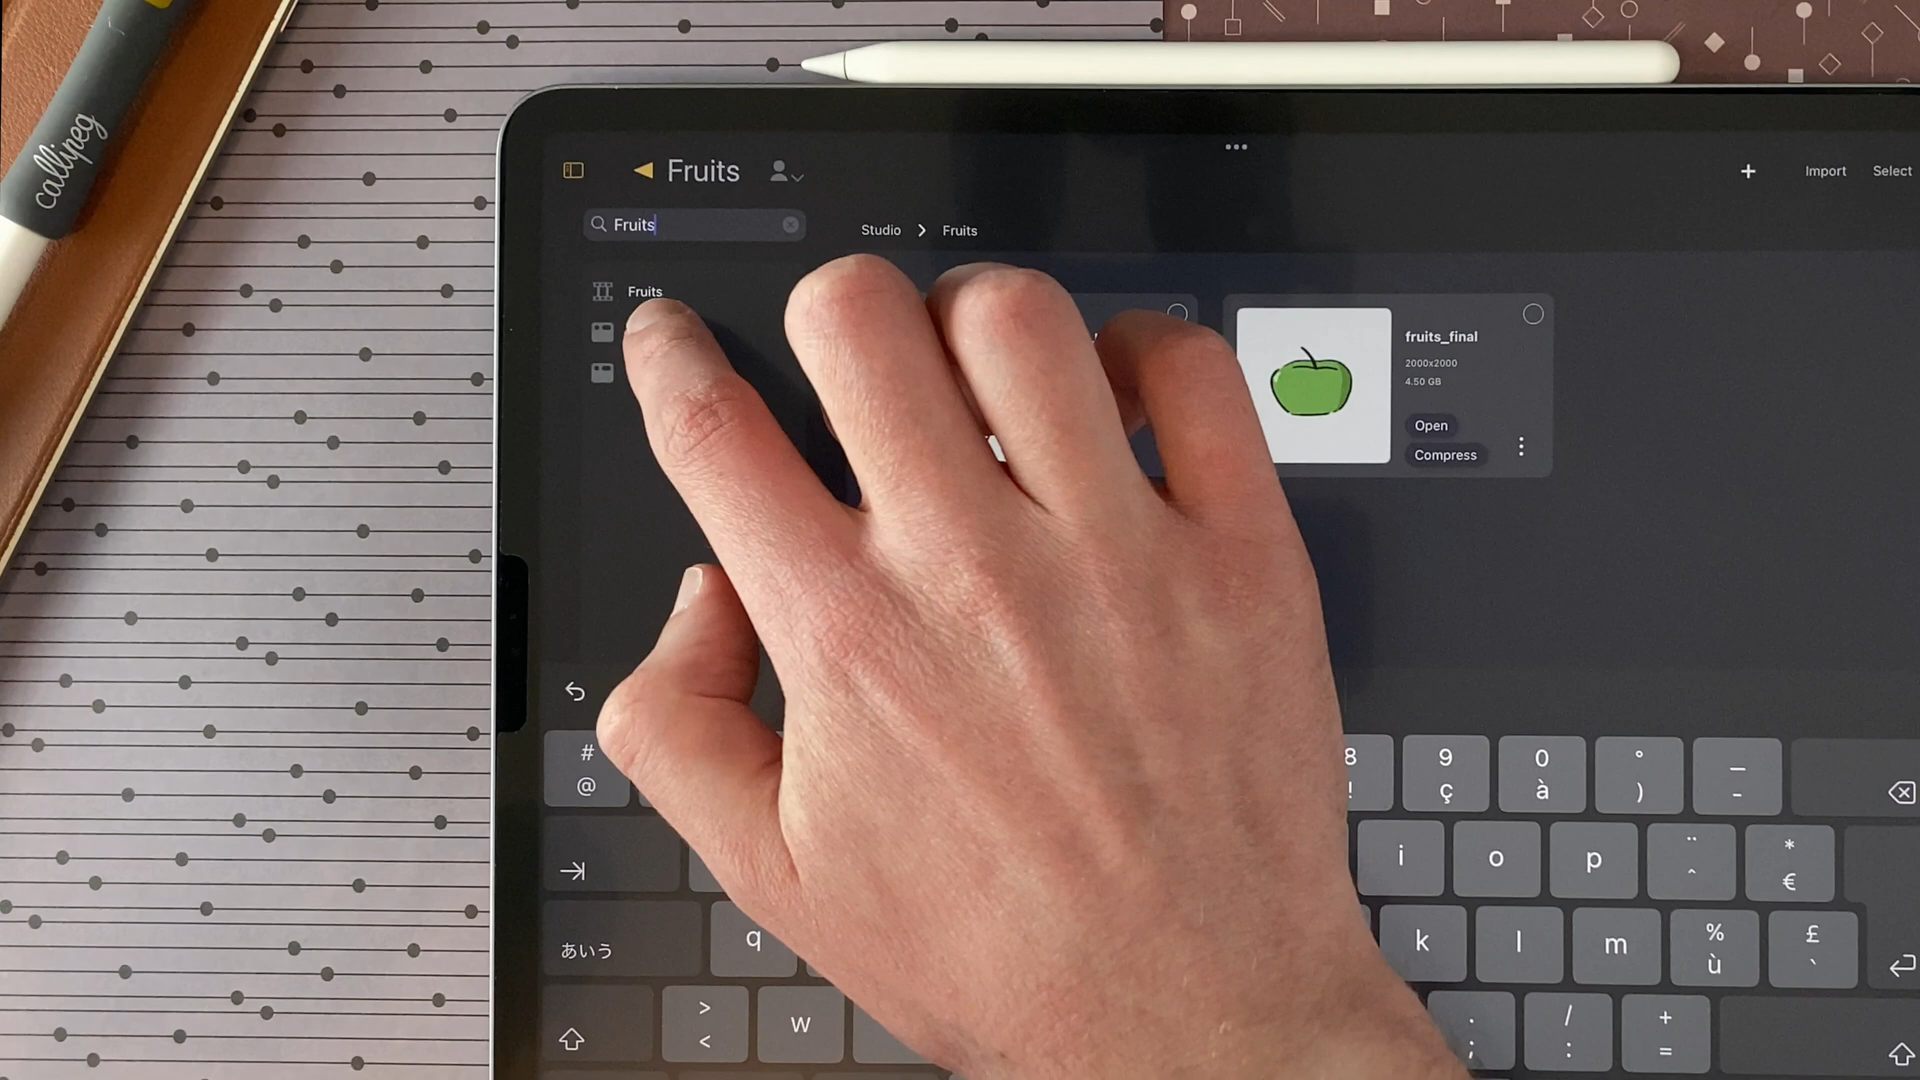 callipeg
Fruits
Import
Select
Fruits
Studio
Fruits
Fruits
fruits_final
2000x2000
4.50 GB
Open
Compress
#
@
8
!
9
ç
0
à
°
)
_
-
i
o
p
¨
^
*
€
あいう
q
k
l
m
%
ù
£
`
>
<
w
.
;
/
:
+
=